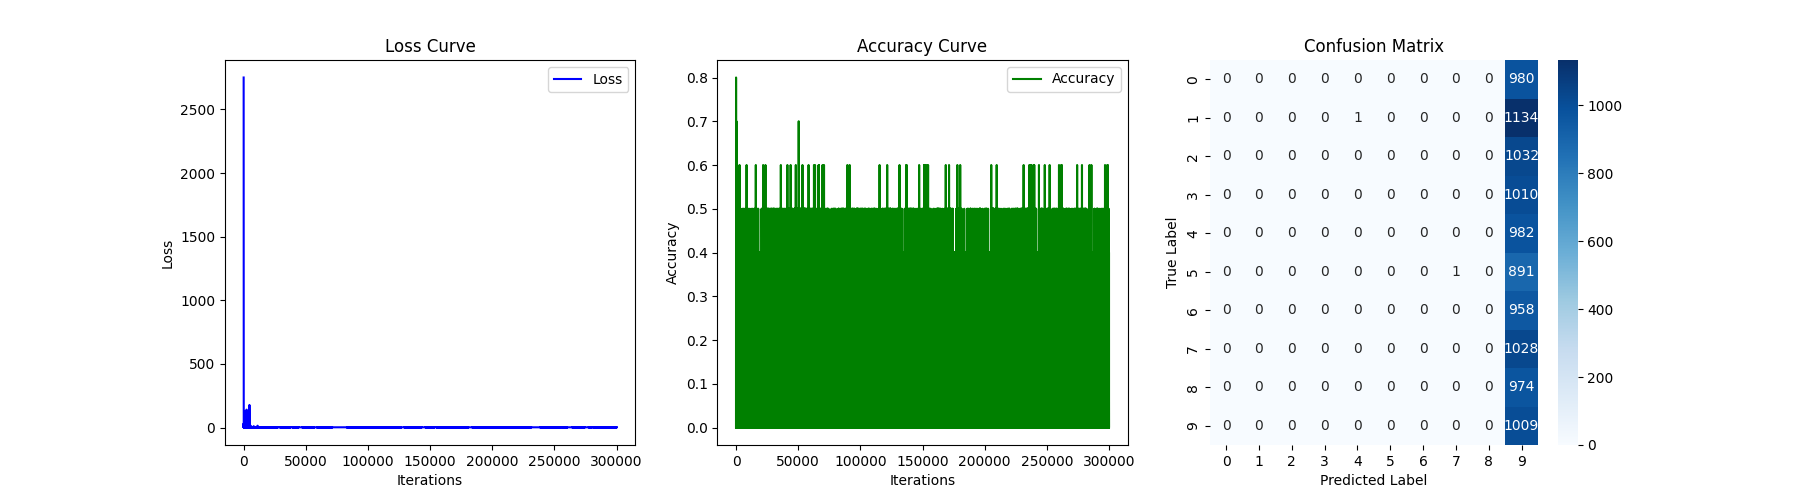 Loss Curve
Loss
2500
2000
1500
1000
500
0
Loss
0 50000 100000 150000 200000 250000 300000
Iterations
Accuracy Curve
Accuracy
0.8
0.7
0.6
0.5
0.4
0.3
0.2
0.1
0.0
Accuracy
0 50000 100000 150000 200000 250000 300000
Iterations
Confusion Matrix
True Label
0 0 0 0 0 0 0 0 0 0 980
1 0 0 0 0 1 0 0 0 0 1134
2 0 0 0 0 0 0 0 0 0 1032
3 0 0 0 0 0 0 0 0 0 1010
4 0 0 0 0 0 0 0 0 0 982
5 0 0 0 0 0 0 0 1 0 891
6 0 0 0 0 0 0 0 0 0 958
7 0 0 0 0 0 0 0 0 0 1028
8 0 0 0 0 0 0 0 0 0 974
9 0 0 0 0 0 0 0 0 0 1009
0 1 2 3 4 5 6 7 8 9
Predicted Label
1000
800
600
400
200
0